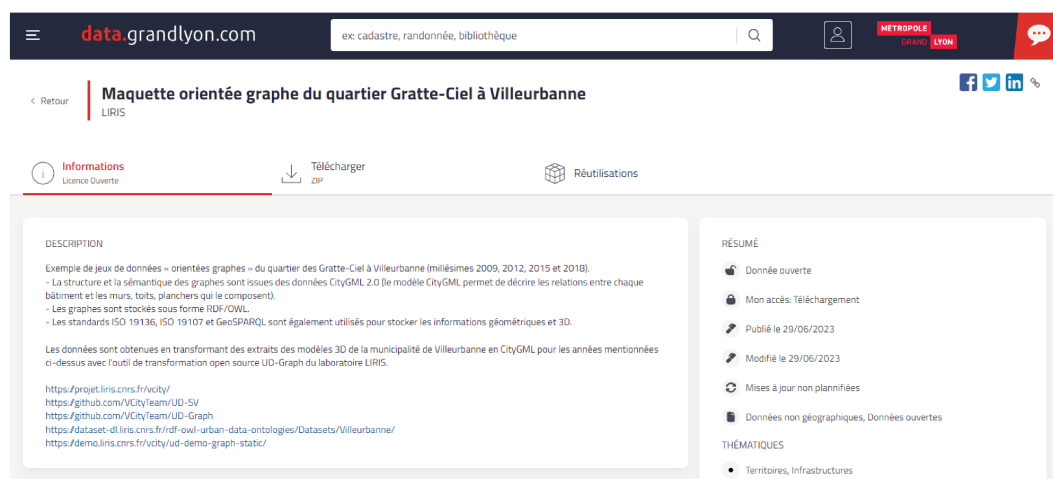 data.grandlyon.com
ex: cadastre, randonnée, bibliothèque
MÉTROPOLE
GRAND LYON
< Retour
Maquette orientée graphe du quartier Gratte-Ciel à Villeurbanne
LIRIS
Informations
Licence Ouverte
Télécharger
ZIP
Réutilisations
DESCRIPTION
Exemple de jeux de données « orientées graphes » du quartier des Gratte-Ciel à Villeurbanne (millésimes 2009, 2012, 2015 et 2018).
- La structure et la sémantique des graphes sont issues des données CityGML 2.0 (le modèle CityGML permet de décrire les relations entre chaque
bâtiment et les murs, toits, planchers qui le composent).
- Les graphes sont stockés sous forme RDF/OWL.
- Les standards ISO 19136, ISO 19107 et GeoSPARQL sont également utilisés pour stocker les informations géométriques et 3D.
Les données sont obtenues en transformant des extraits des modèles 3D de la municipalité de Villeurbanne en CityGML pour les années mentionnées
ci-dessus avec l'outil de transformation open source UD-Graph du laboratoire LIRIS.
https://projet.liris.cnrs.fr/vcity/
https://github.com/VCityTeam/UD-SV
https://github.com/VCityTeam/UD-Graph
https://dataset-dl.liris.cnrs.fr/rdf-owl-urban-data-ontologies/Datasets/Villeurbanne/
https://demo.liris.cnrs.fr/vcity/ud-demo-graph-static/
RÉSUMÉ
Donnée ouverte
Mon accès: Téléchargement
Publié le 29/06/2023
Modifié le 29/06/2023
Mises à jour non plannifiées
Données non géographiques, Données ouvertes
THÉMATIQUES
Territoires, Infrastructures